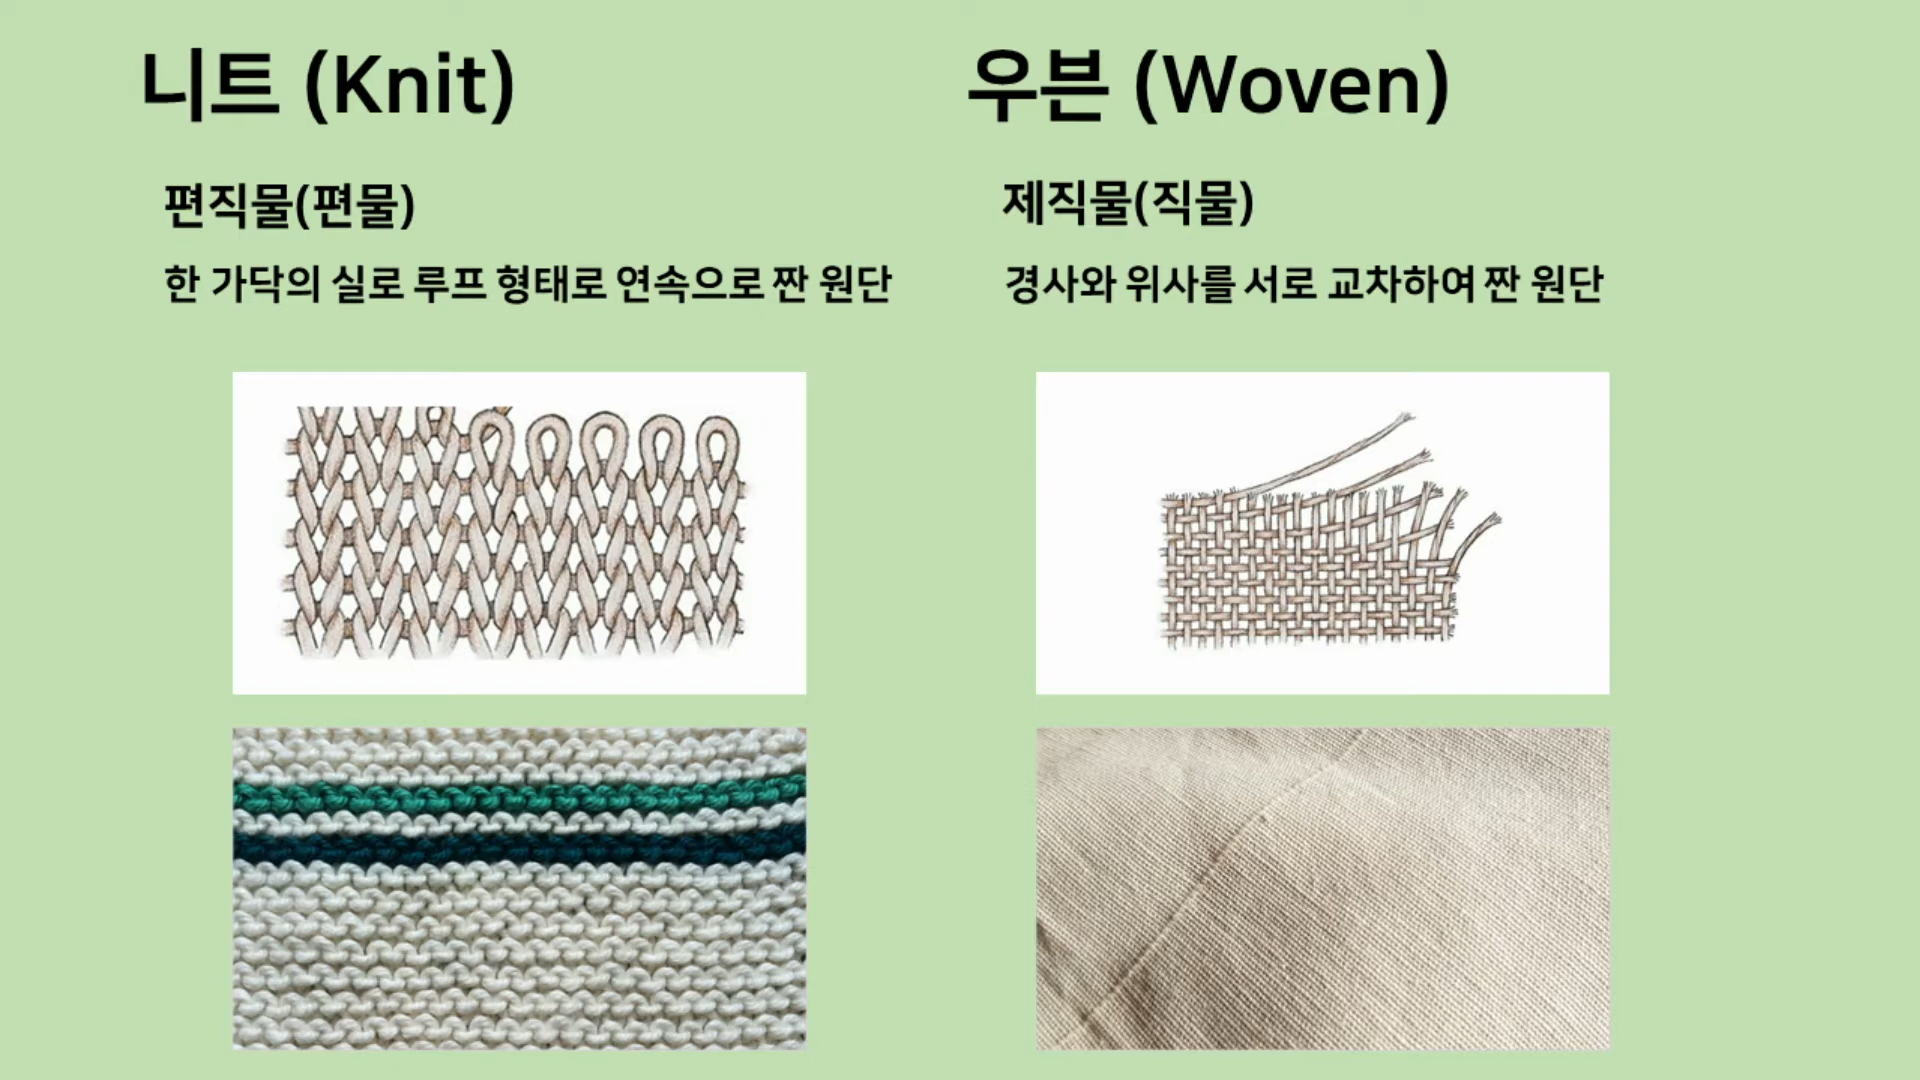 니트 (Knit)
편직물(편물)
한 가닥의 실로 루프 형태로 연속으로 짠 원단
우븐 (Woven)
제직물(직물)
경사와 위사를 서로 교차하여 짠 원단